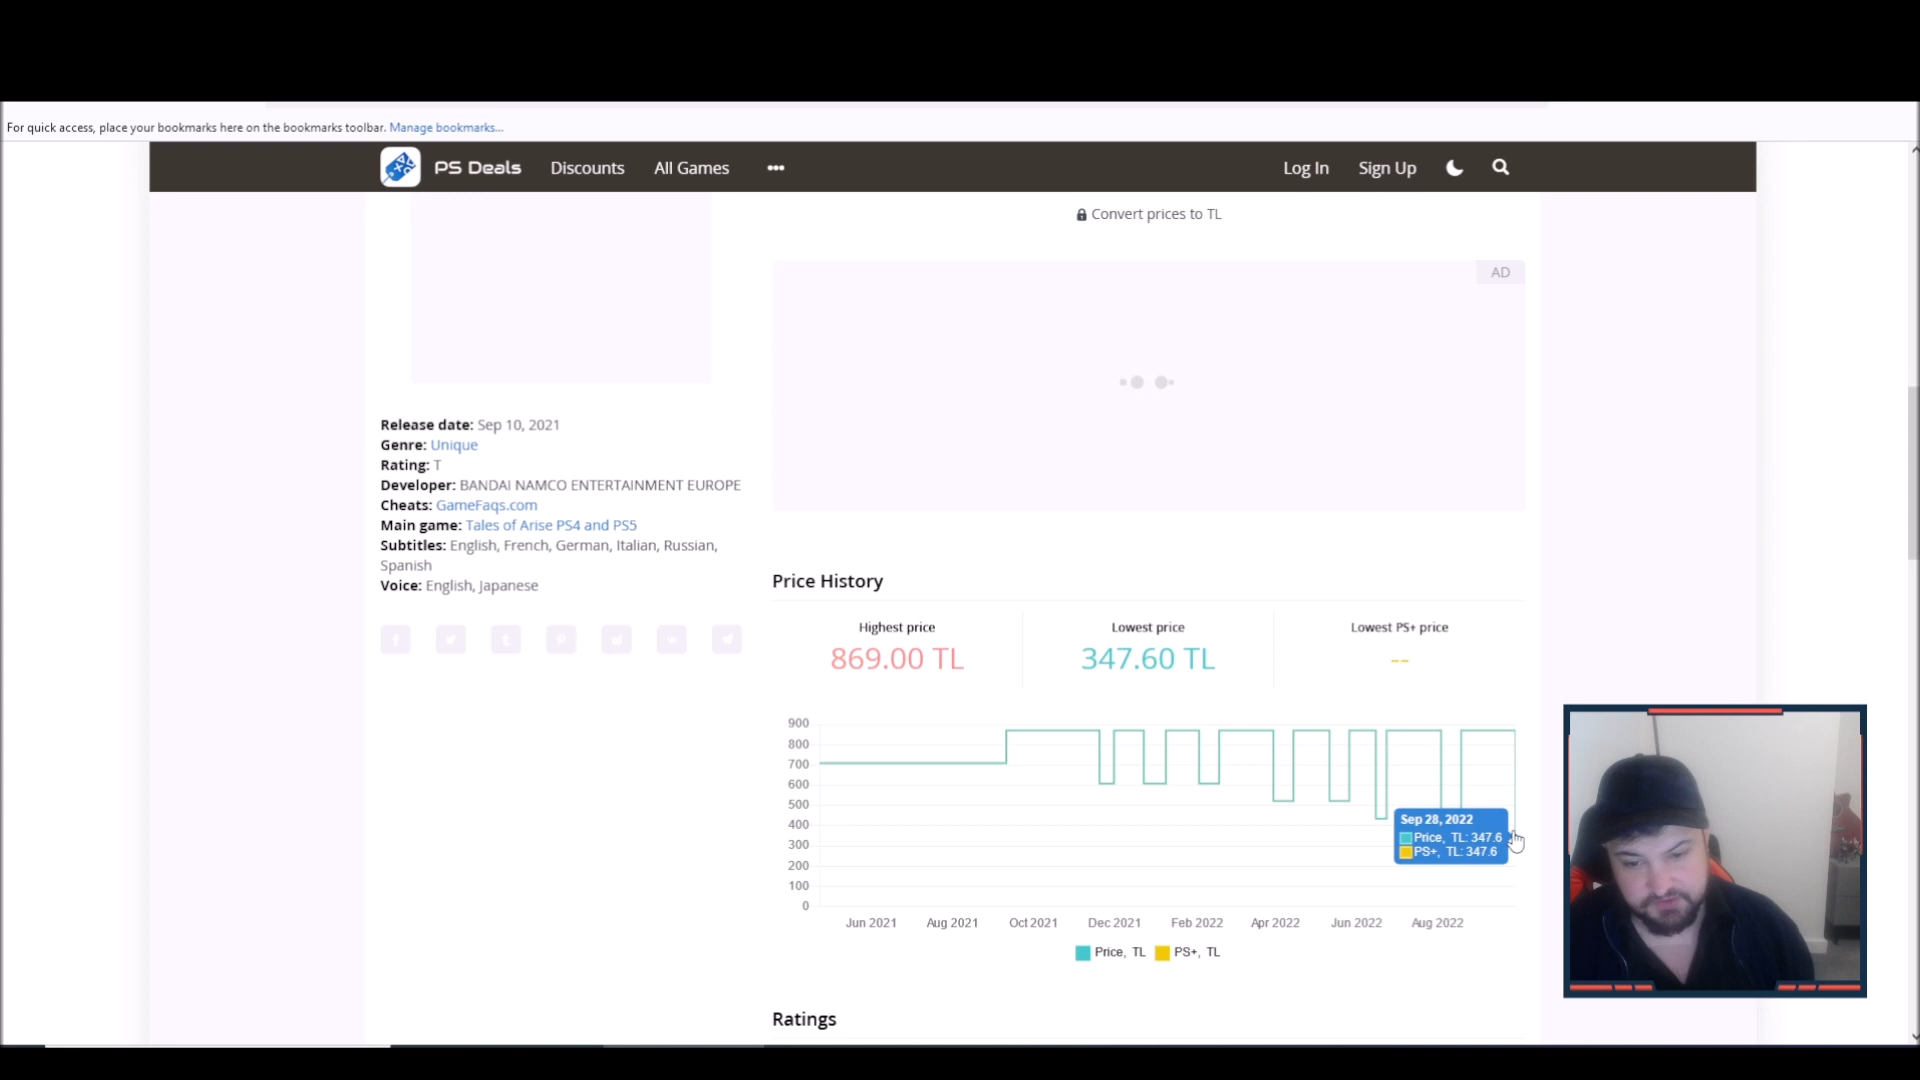 For quick access, place your bookmarks here on the bookmarks toolbar. Manage bookmarks...
PS Deals
Discounts
All Games
•••
Log In
Sign Up
Convert prices to TL
AD
Release date: Sep 10, 2021
Genre: Unique
Rating: T
Developer: BANDAI NAMCO ENTERTAINMENT EUROPE
Cheats: GameFaqs.com
Main game: Tales of Arise PS4 and PS5
Subtitles: English, French, German, Italian, Russian,
Spanish
Voice: English, Japanese
Price History
Highest price
869.00 TL
Lowest price
347.60 TL
Lowest PS+ price
--
900
800
700
600
500
400
300
200
100
0
Sep 28, 2022
Price, TL: 347.6
PS+, TL: 347.6
Jun 2021
Aug 2021
Oct 2021
Dec 2021
Feb 2022
Apr 2022
Jun 2022
Aug 2022
Price, TL
PS+, TL
Ratings